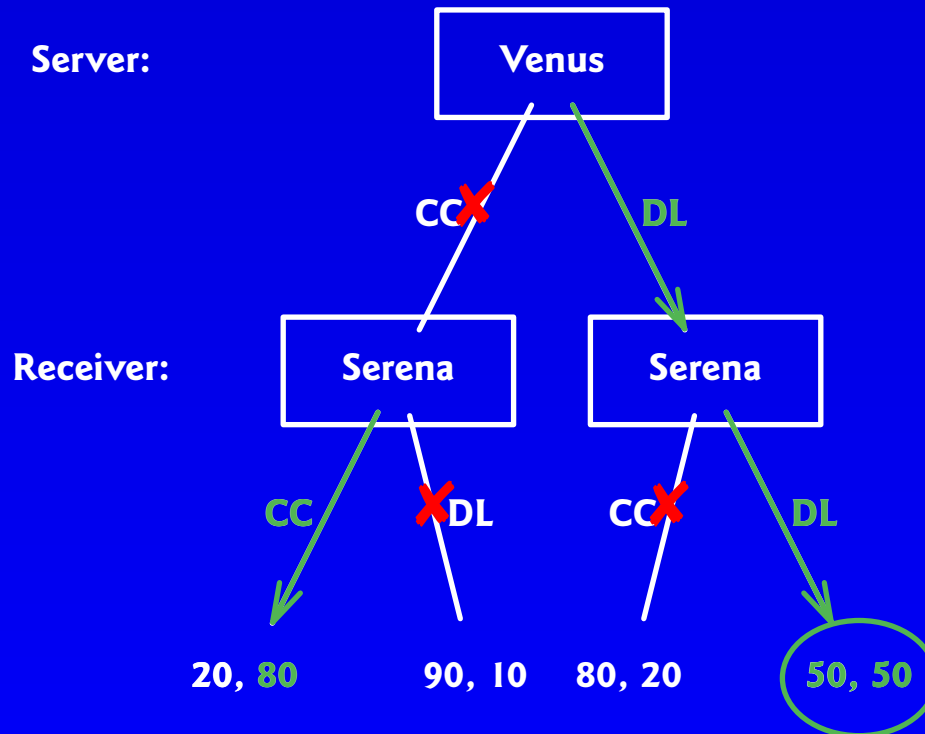 Server: Venus
CC DL
Receiver: Serena Serena
CC DL CC DL
20, 80 90, 10 80, 20 50, 50